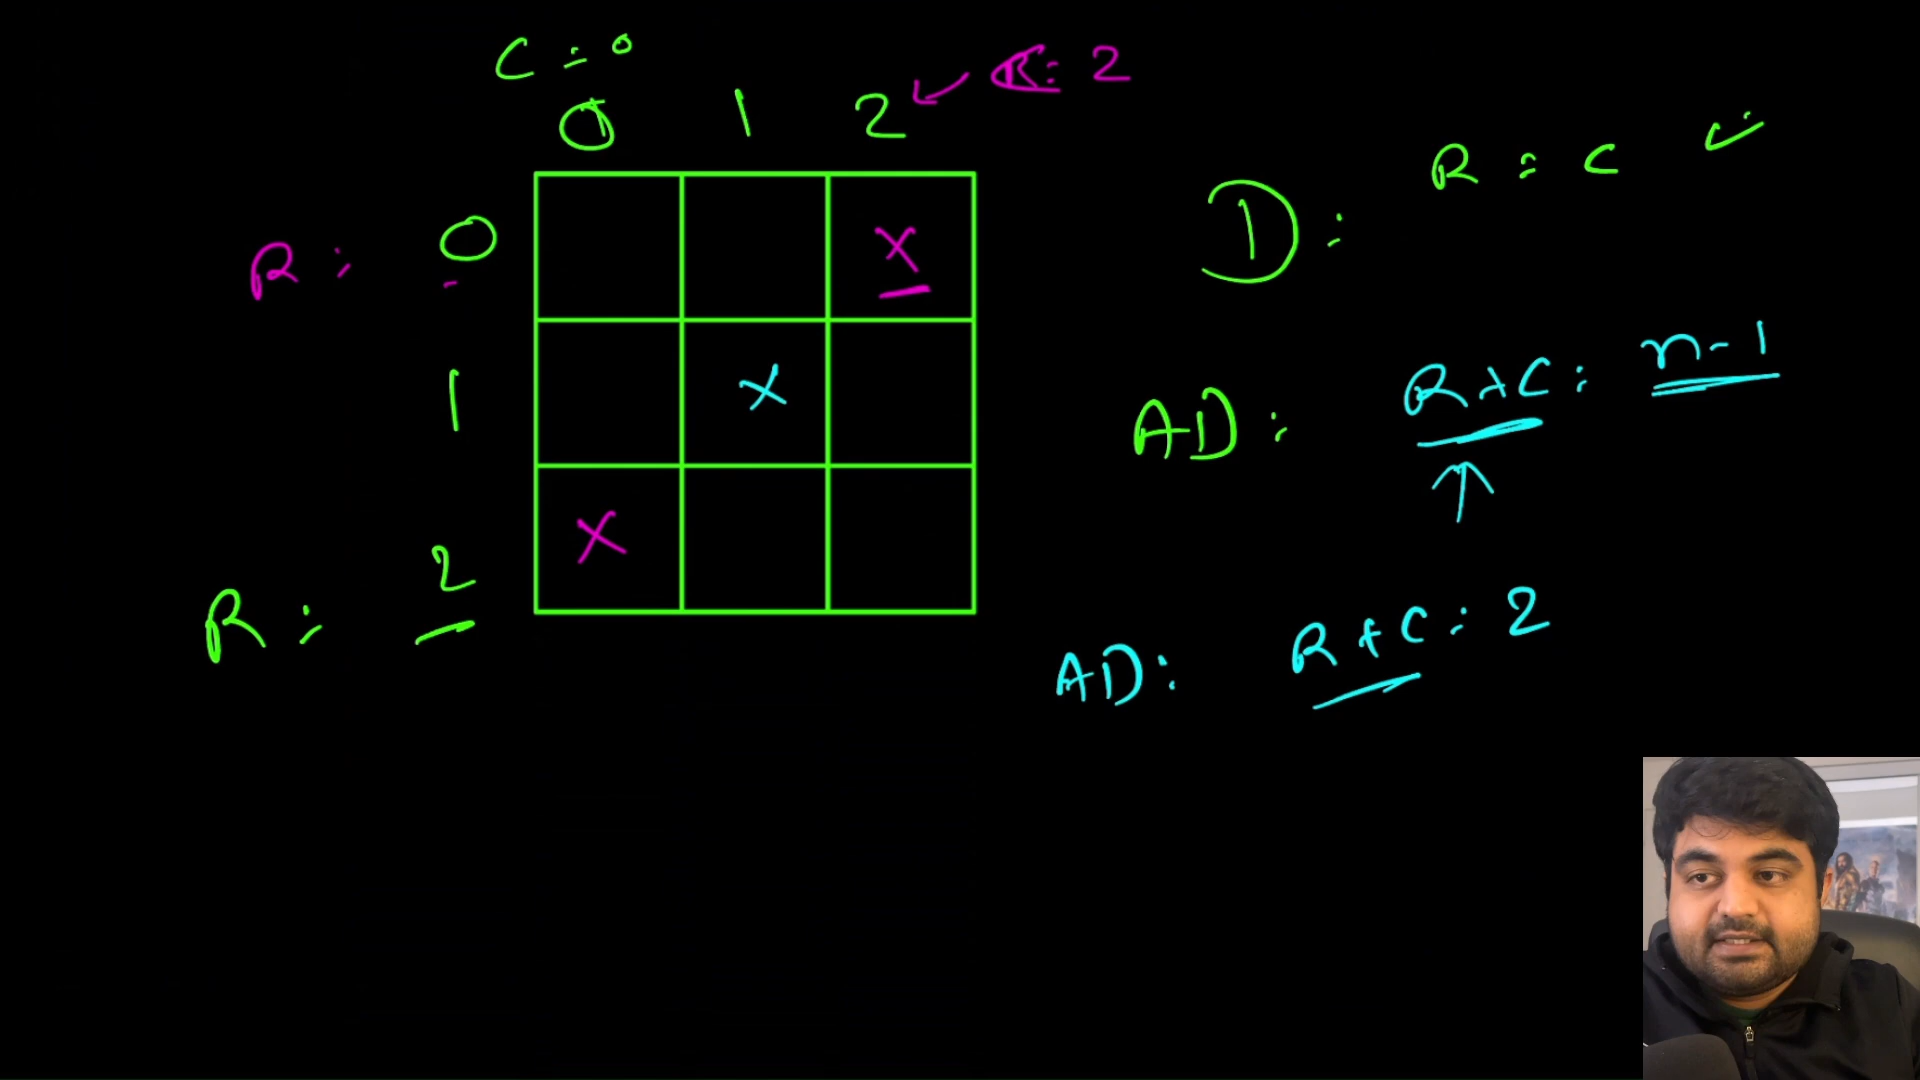 C = 0
0 1 2 C = 2
R = 0 X
1 X
R = 2 X
D = R = C ✓
AD = R + C = n - 1
AD = R + C = 2